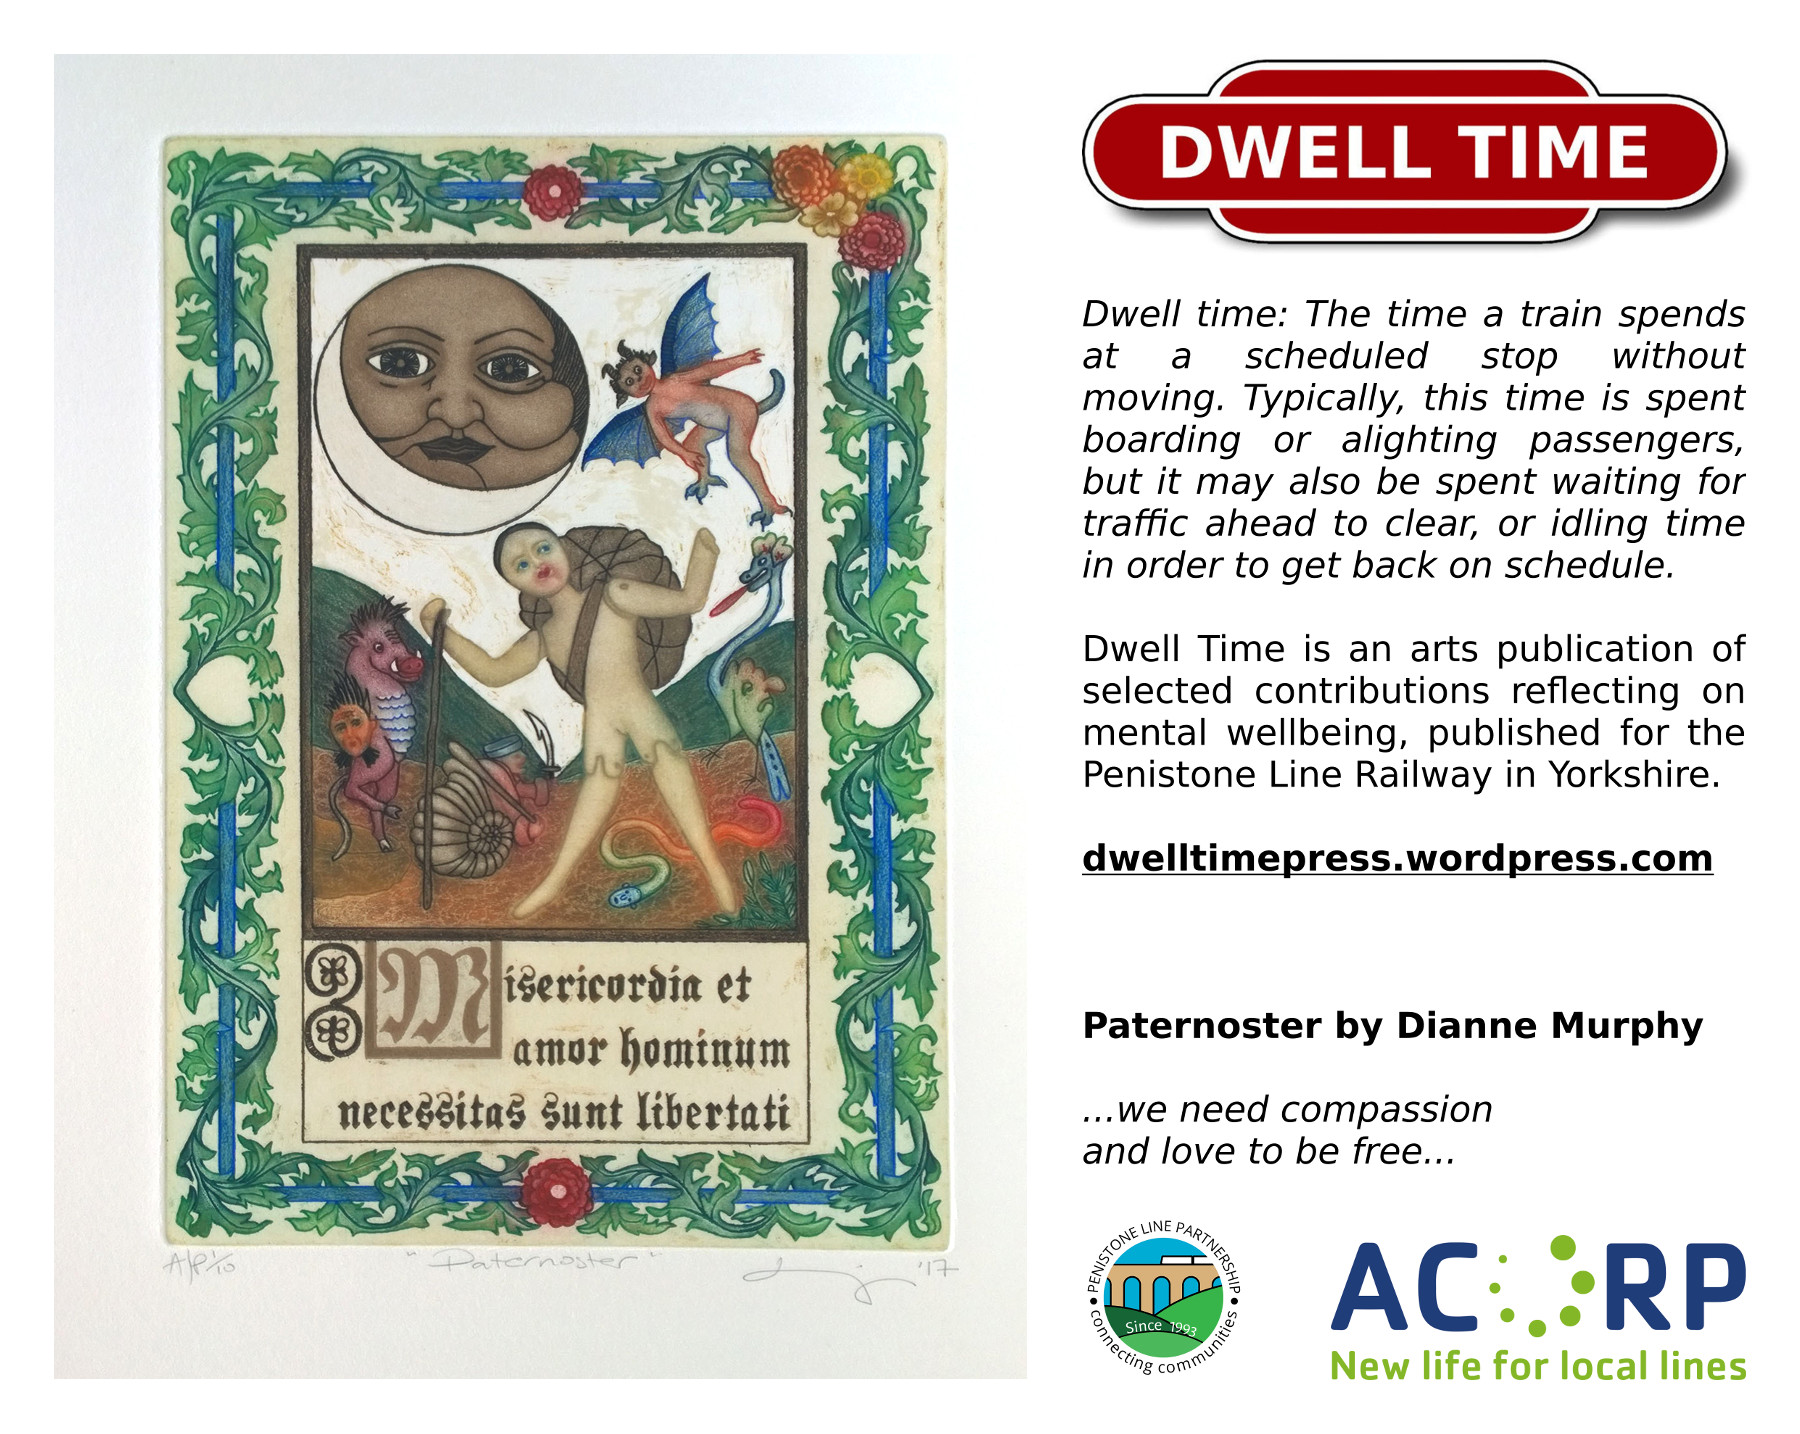 Misericordia et
amor hominum
necessitas sunt libertati
A/P 1/10
"Paternoster"
'17
DWELL TIME
Dwell time: The time a train spends
at a scheduled stop without
moving. Typically, this time is spent
boarding or alighting passengers,
but it may also be spent waiting for
traffic ahead to clear, or idling time
in order to get back on schedule.
Dwell Time is an arts publication of
selected contributions reflecting on
mental wellbeing, published for the
Penistone Line Railway in Yorkshire.
dwelltimepress.wordpress.com
Paternoster by Dianne Murphy
...we need compassion
and love to be free...
• PENISTONE LINE PARTNERSHIP •
Since 1993
connecting communities
ACORP
New life for local lines